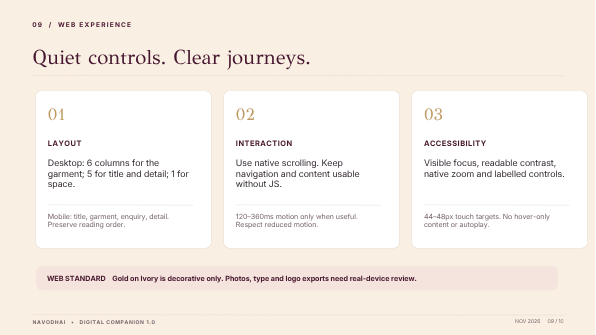 09 / WEB EXPERIENCE
Quiet controls. Clear journeys.
01
LAYOUT
Desktop: 6 columns for the
garment; 5 for title and detail; 1 for
space.
Mobile: title, garment, enquiry, detail.
Preserve reading order.
02
INTERACTION
Use native scrolling. Keep
navigation and content usable
without JS.
120–360ms motion only when useful.
Respect reduced motion.
03
ACCESSIBILITY
Visible focus, readable contrast,
native zoom and labelled controls.
44–48px touch targets. No hover-only
content or autoplay.
WEB STANDARD Gold on Ivory is decorative only. Photos, type and logo exports need real-device review.
NAVODHAI • DIGITAL COMPANION 1.0
NOV 2026 09 / 10